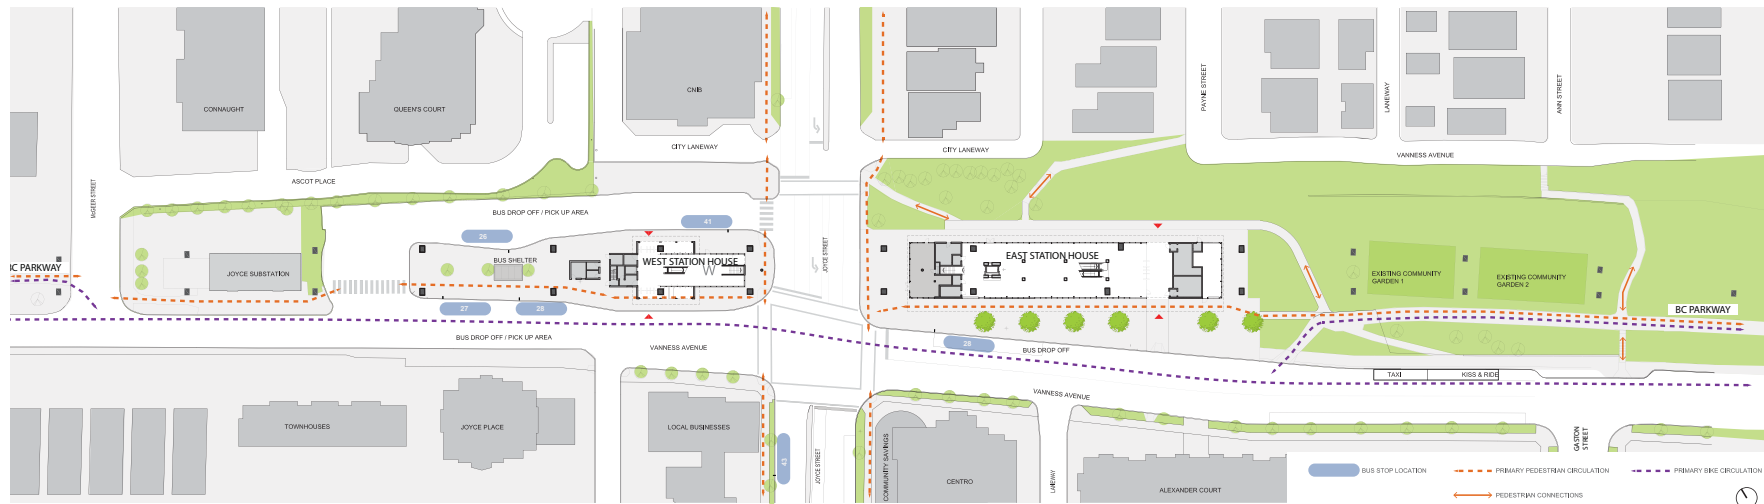 CONNAUGHT
QUEEN'S COURT
CNIB
CITY LANEWAY
CITY LANEWAY
PAYNE STREET
LANEWAY
ANN STREET
VANNESS AVENUE
McGEER STREET
ASCOT PLACE
BUS DROP OFF / PICK UP AREA
41
26
JOYCE STREET
BC PARKWAY
JOYCE SUBSTATION
BUS SHELTER
WEST STATION HOUSE
W
EAST STATION HOUSE
EXISTING COMMUNITY
GARDEN 1
EXISTING COMMUNITY
GARDEN 2
BC PARKWAY
27
28
BUS DROP OFF / PICK UP AREA
VANNESS AVENUE
BUS DROP OFF
TAXI
KISS & RIDE
VANNESS AVENUE
TOWNHOUSES
JOYCE PLACE
LOCAL BUSINESSES
43
JOYCE STREET
COMMUNITY SAVINGS
CENTRO
LANEWAY
ALEXANDER COURT
GASTON
STREET
BUS STOP LOCATION
PRIMARY PEDESTRIAN CIRCULATION
PRIMARY BIKE CIRCULATION
PEDESTRIAN CONNECTIONS